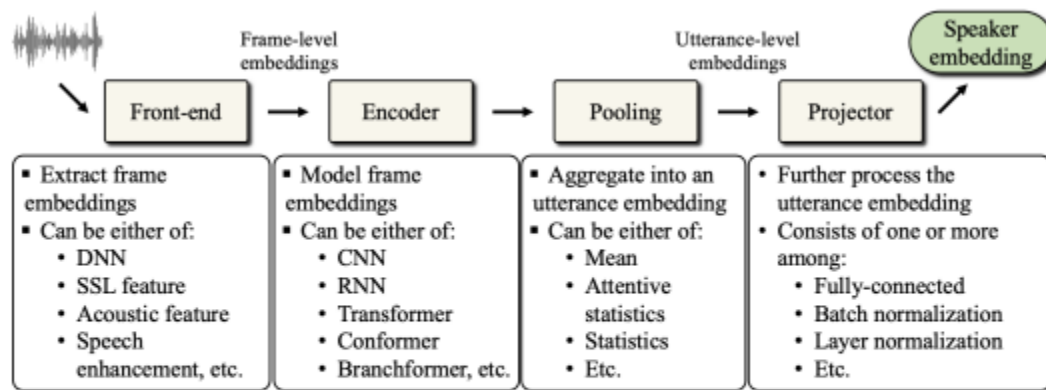 Frame-level
embeddings
Utterance-level
embeddings
Speaker
embedding
Front-end
Encoder
Pooling
Projector
▪ Extract frame
embeddings
▪ Can be either of:
• DNN
• SSL feature
• Acoustic feature
• Speech
enhancement, etc.
▪ Model frame
embeddings
▪ Can be either of:
• CNN
• RNN
• Transformer
• Conformer
• Branchformer, etc.
▪ Aggregate into an
utterance embedding
▪ Can be either of:
• Mean
• Attentive
statistics
• Statistics
• Etc.
• Further process the
utterance embedding
• Consists of one or more
among:
• Fully-connected
• Batch normalization
• Layer normalization
• Etc.